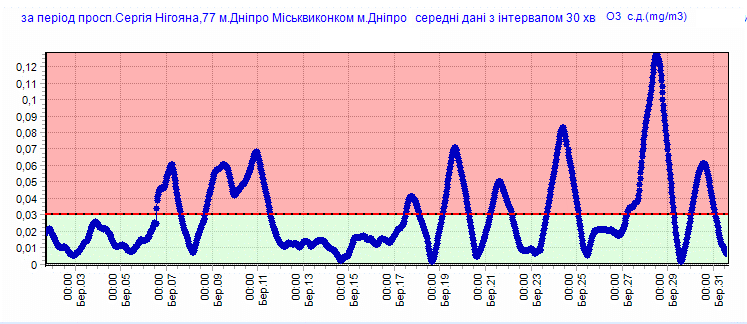 за період просп.Сергія Нігояна,77 м.Дніпро Міськвиконком м.Дніпро середні дані з інтервалом 30 хв O3 с.д.(mg/m3)
0,12
0,11
0,1
0,09
0,08
0,07
0,06
0,05
0,04
0,03
0,02
0,01
0
00:00 Бер.03
00:00 Бер.05
00:00 Бер.07
00:00 Бер.09
00:00 Бер.11
00:00 Бер.13
00:00 Бер.15
00:00 Бер.17
00:00 Бер.19
00:00 Бер.21
00:00 Бер.23
00:00 Бер.25
00:00 Бер.27
00:00 Бер.29
00:00 Бер.31